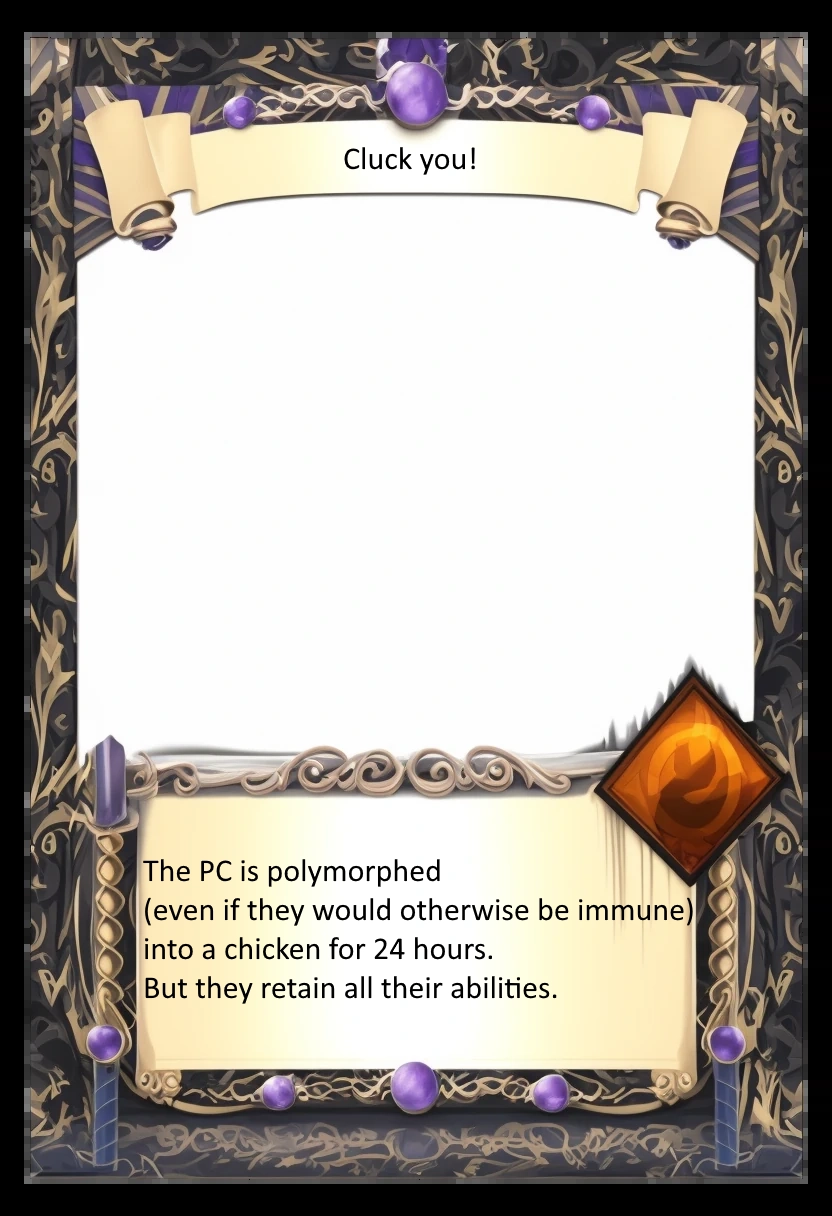 Cluck you!
The PC is polymorphed
(even if they would otherwise be immune)
into a chicken for 24 hours.
But they retain all their abilities.